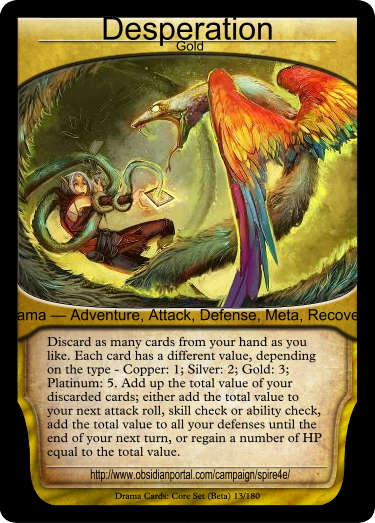 Desperation
Gold
ama — Adventure, Attack, Defense, Meta, Recove
Discard as many cards from your hand as you
like. Each card has a different value, depending
on the type - Copper: 1; Silver: 2; Gold: 3;
Platinum: 5. Add up the total value of your
discarded cards; either add the total value to
your next attack roll, skill check or ability check,
add the total value to all your defenses until the
end of your next turn, or regain a number of HP
equal to the total value.
http://www.obsidianportal.com/campaign/spire4e/
Drama Cards: Core Set (Beta) 13/180